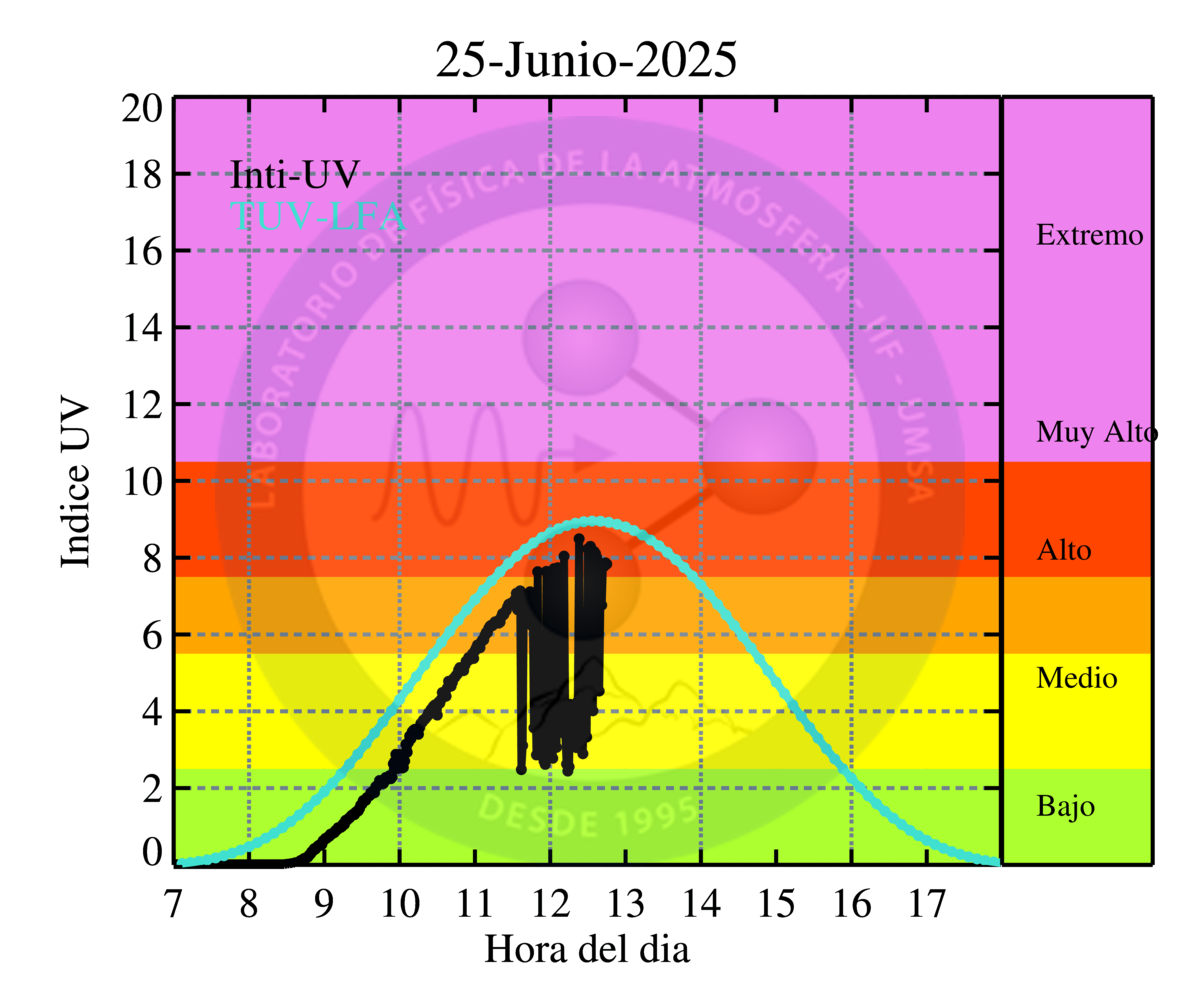 25-Junio-2025
Indice UV
20
18
16
14
12
10
8
6
4
2
0
Inti-UV
TUV-LFA
LABORATORIO DE FÍSICA DE LA ATMÓSFERA - IIF - UMSA
DESDE 1995
Extremo
Muy Alto
Alto
Medio
Bajo
7 8 9 10 11 12 13 14 15 16 17
Hora del dia